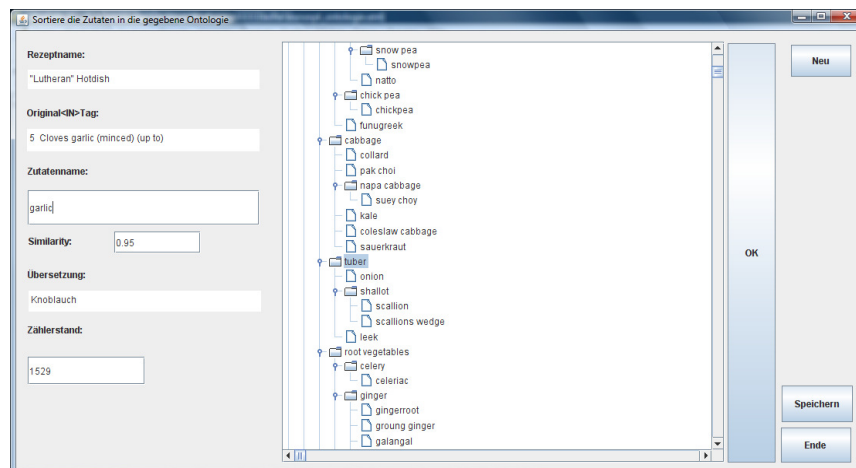 Sortiere die Zutaten in die gegebene Ontologie
Rezeptname:
"Lutheran" Hotdish
Original<IN>Tag:
5 Cloves garlic (minced) (up to)
Zutatenname:
garlic
Similarity:
0.95
Übersetzung:
Knoblauch
Zählerstand:
1529
snow pea
snowpea
natto
chick pea
chickpea
funugreek
cabbage
collard
pak choi
napa cabbage
suey choy
kale
coleslaw cabbage
sauerkraut
tuber
onion
shallot
scallion
scallions wedge
leek
root vegetables
celery
celeriac
ginger
gingerroot
groung ginger
galangal
OK
Neu
Speichern
Ende